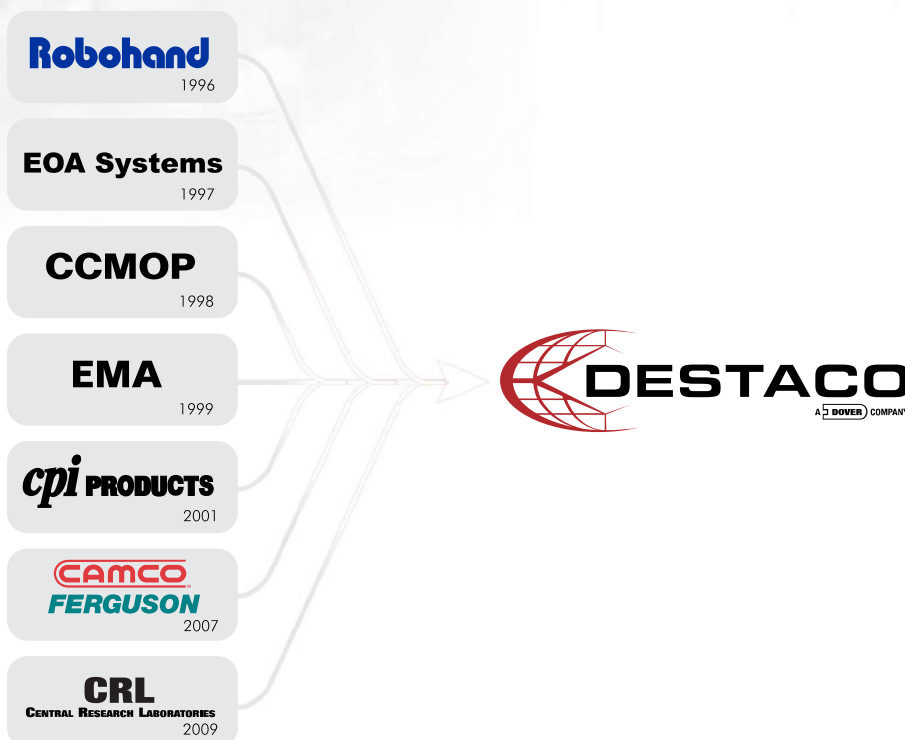 Robohand
1996
EOA Systems
1997
CCMOP
1998
EMA
1999
cpi PRODUCTS
2001
CAMCO
FERGUSON
2007
CRL
CENTRAL RESEARCH LABORATORIES
2009
DESTACO
A DOVER COMPANY